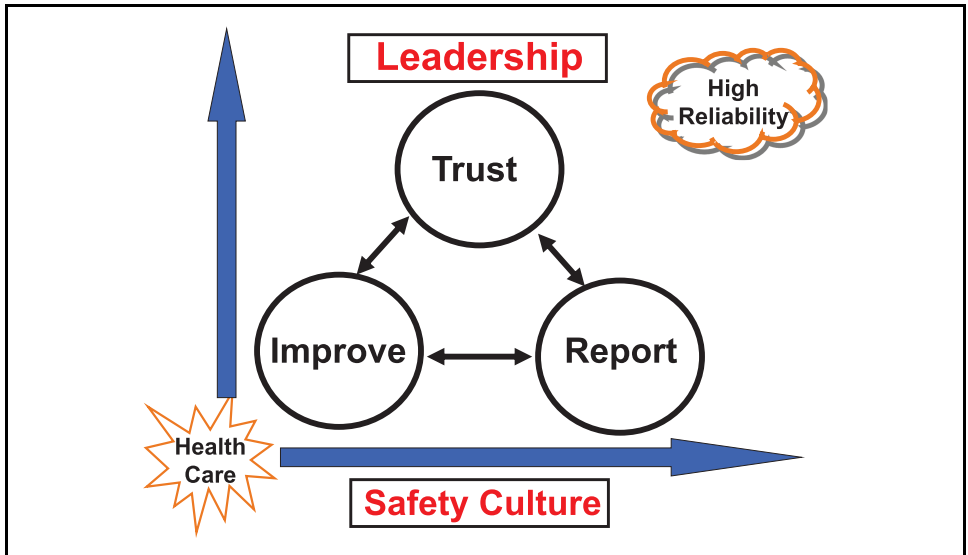 Leadership
High
Reliability
Trust
Improve
Report
Health
Care
Safety Culture